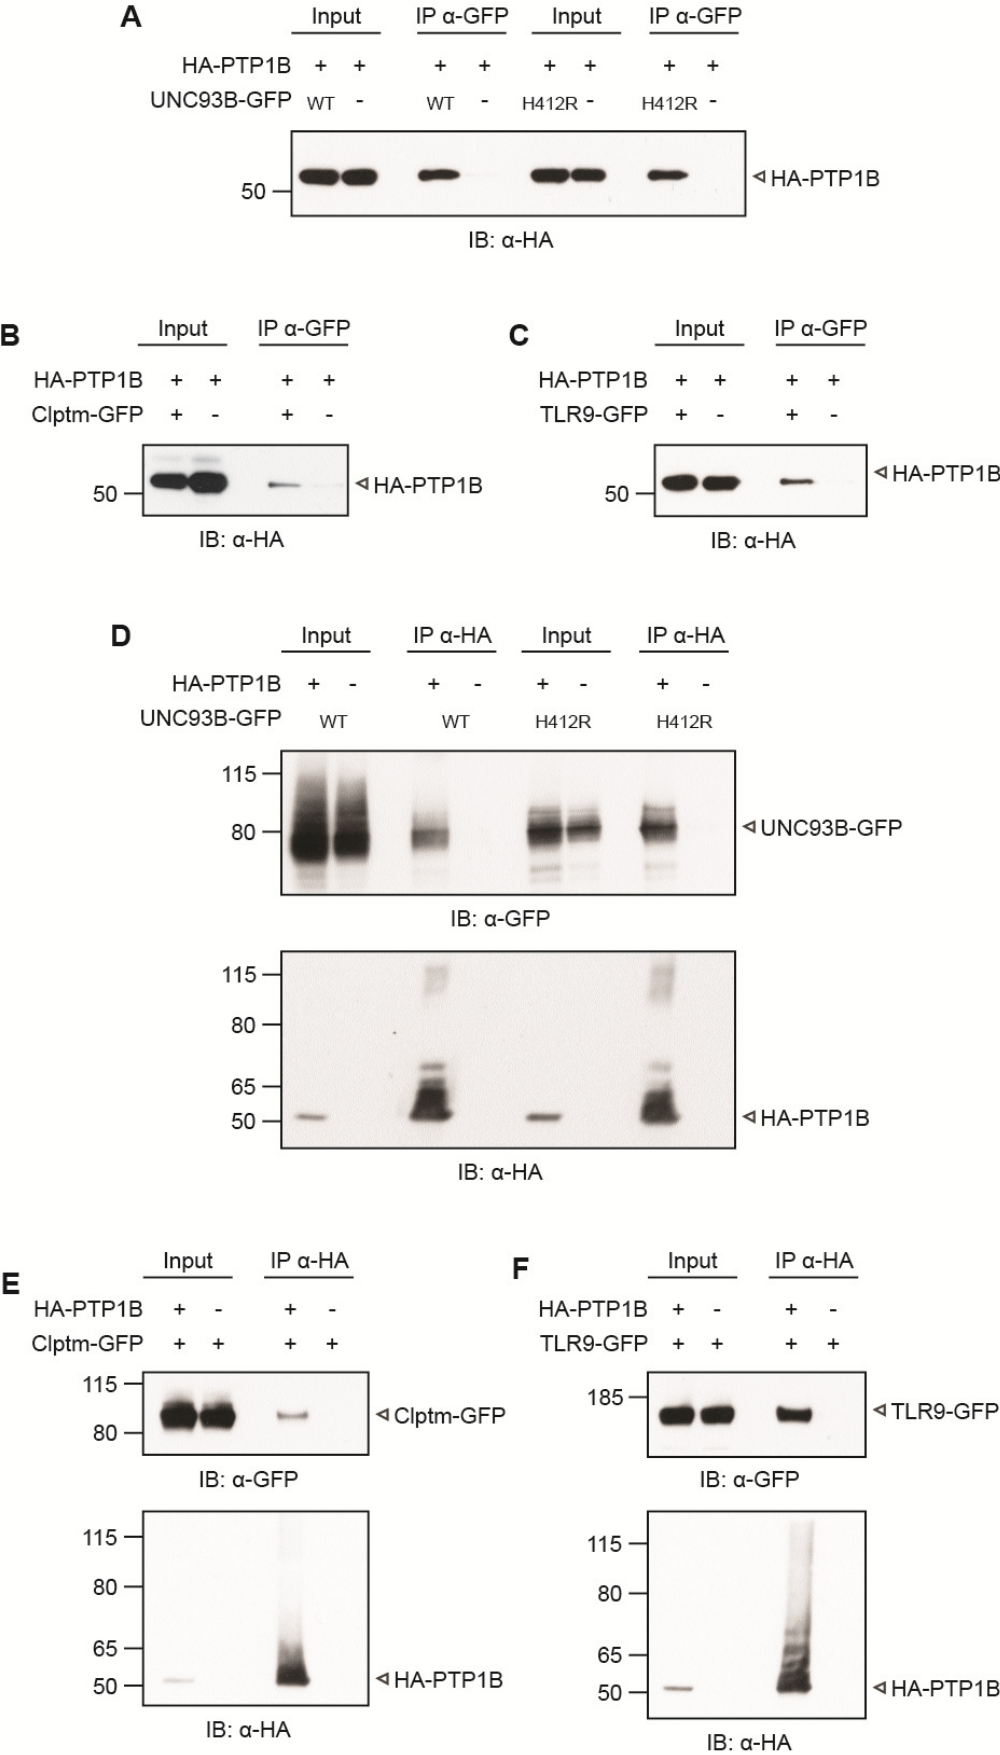 A
Input IP α-GFP Input IP α-GFP
HA-PTP1B + + + + + + + +
UNC93B-GFP WT - WT - H412R - H412R -
50 HA-PTP1B
IB: α-HA
B
Input IP α-GFP
HA-PTP1B + + + +
Clptm-GFP + - + -
50 HA-PTP1B
IB: α-HA
C
Input IP α-GFP
HA-PTP1B + + + +
TLR9-GFP + - + -
50 HA-PTP1B
IB: α-HA
D
Input IP α-HA Input IP α-HA
HA-PTP1B + - + - + - + -
UNC93B-GFP WT WT H412R H412R
115
80 UNC93B-GFP
IB: α-GFP
115
80
65
50 HA-PTP1B
IB: α-HA
E
Input IP α-HA
HA-PTP1B + - + -
Clptm-GFP + + + +
115
Clptm-GFP
80
IB: α-GFP
115
80
65
50 HA-PTP1B
IB: α-HA
F
Input IP α-HA
HA-PTP1B + - + -
TLR9-GFP + + + +
185
TLR9-GFP
IB: α-GFP
115
80
65
50 HA-PTP1B
IB: α-HA